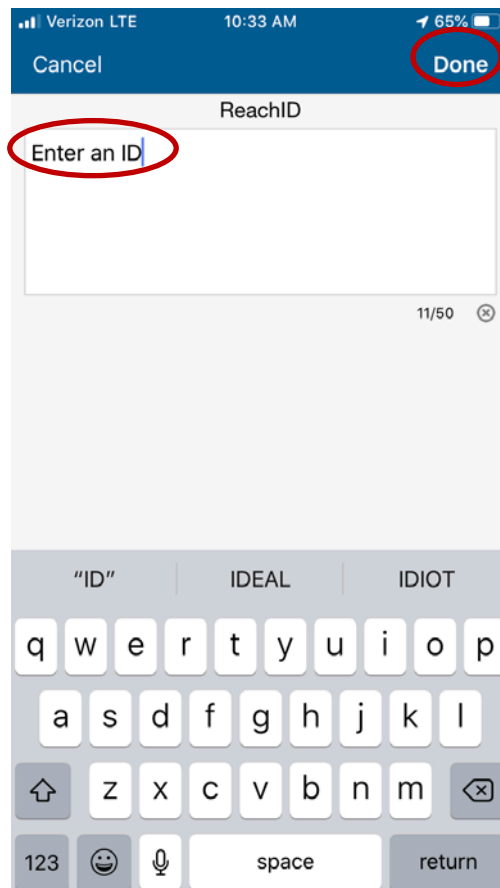 Verizon LTE 10:33 AM 65%
Cancel Done
ReachID
Enter an ID
11/50
"ID" IDEAL IDIOT
q w e r t y u i o p
a s d f g h j k l
z x c v b n m
123 space return